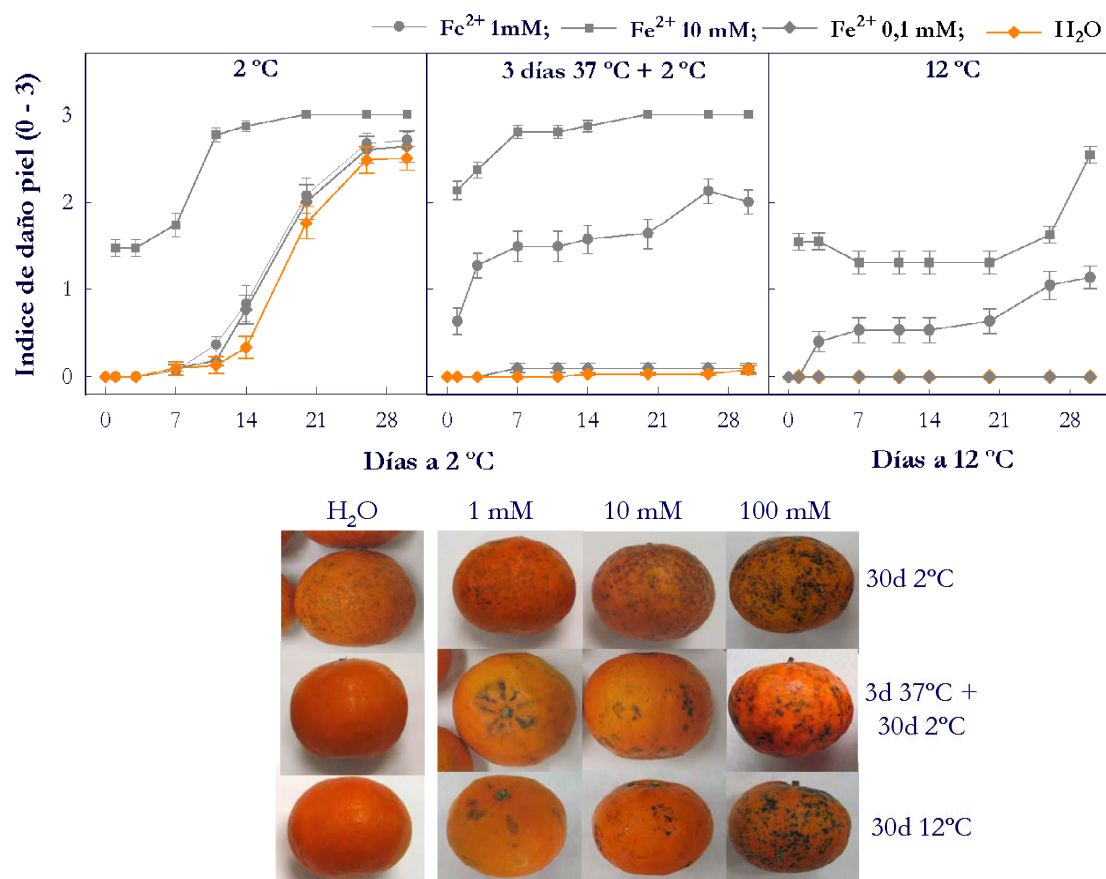 Fe²⁺ 1mM; Fe²⁺ 10 mM; Fe²⁺ 0,1 mM; H₂O
2 ºC 3 días 37 ºC + 2 ºC 12 ºC
Indice de daño piel (0 - 3)
3
2
1
0
0 7 14 21 28 0 7 14 21 28 0 7 14 21 28
Días a 2 ºC Días a 12 ºC
H₂O 1 mM 10 mM 100 mM
30d 2ºC
3d 37ºC +
30d 2ºC
30d 12ºC